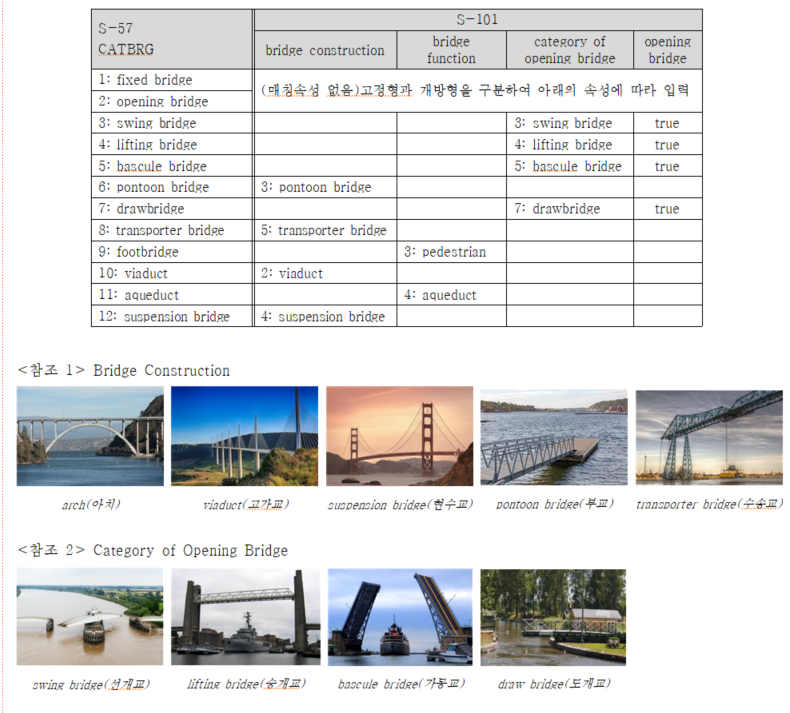 S-57
CATBRG
S-101
bridge construction
bridge function
category of opening bridge
opening bridge
1: fixed bridge
(매칭속성 없음)고정형과 개방형을 구분하여 아래의 속성에 따라 입력
2: opening bridge
3: swing bridge 3: swing bridge true
4: lifting bridge 4: lifting bridge true
5: bascule bridge 5: bascule bridge true
6: pontoon bridge 3: pontoon bridge
7: drawbridge 7: drawbridge true
8: transporter bridge 5: transporter bridge
9: footbridge 3: pedestrian
10: viaduct 2: viaduct
11: aqueduct 4: aqueduct
12: suspension bridge 4: suspension bridge
<참조 1> Bridge Construction
arch(아치) viaduct(고가교) suspension bridge(현수교) pontoon bridge(부교) transporter bridge(수송교)
<참조 2> Category of Opening Bridge
swing bridge(선개교) lifting bridge(승개교) bascule bridge(가동교) draw bridge(도개교)